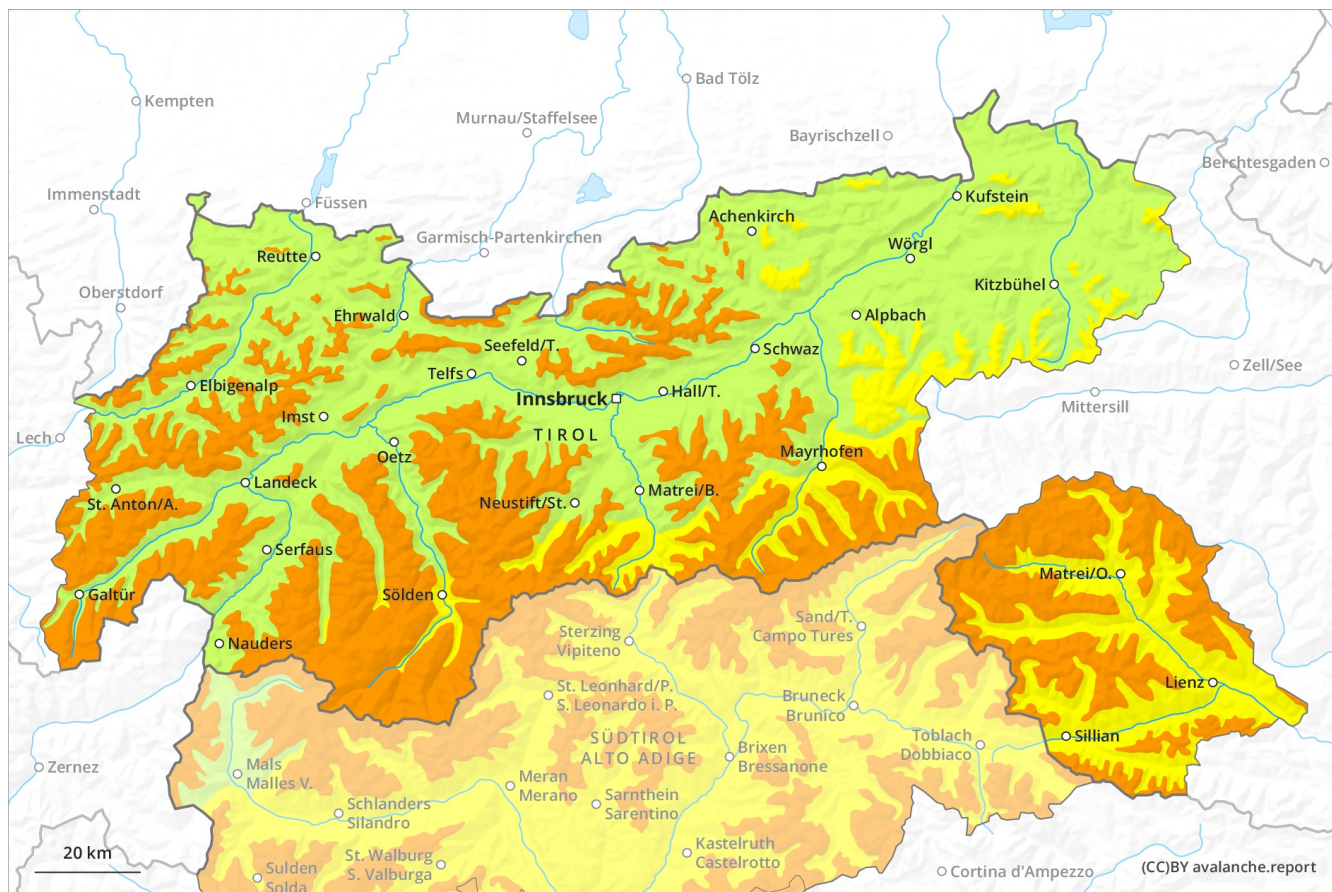 Bad Tölz
Kempten
Murnau/Staffelsee
Bayrischzell
Berchtesgaden
Immenstadt
Füssen
Kufstein
Achenkirch
Garmisch-Partenkirchen
Wörgl
Reutte
Kitzbühel
Oberstdorf
Ehrwald
Alpbach
Seefeld/T.
Schwaz
Zell/See
Telfs
Elbigenalp
Hall/T.
Innsbruck
Mittersill
Imst
Lech
TIROL
Mayrhofen
Oetz
Landeck
Matrei/B.
St. Anton/A.
Neustift/St.
Serfaus
Matrei/O.
Galtür
Sölden
Sand/T.
Campo Tures
Sterzing
Vipiteno
Nauders
Lienz
St. Leonhard/P.
S. Leonardo i. P.
Bruneck
Brunico
Toblach
Dobbiaco
Sillian
SÜDTIROL
ALTO ADIGE
Brixen
Bressanone
Zernez
Mals
Malles V.
Meran
Merano
Sarnthein
Sarentino
Schlanders
Silandro
Kastelruth
Castelrotto
20 km
St. Walburg
S. Valburga
Sulden
Solda
Cortina d'Ampezzo
(CC)BY avalanche.report